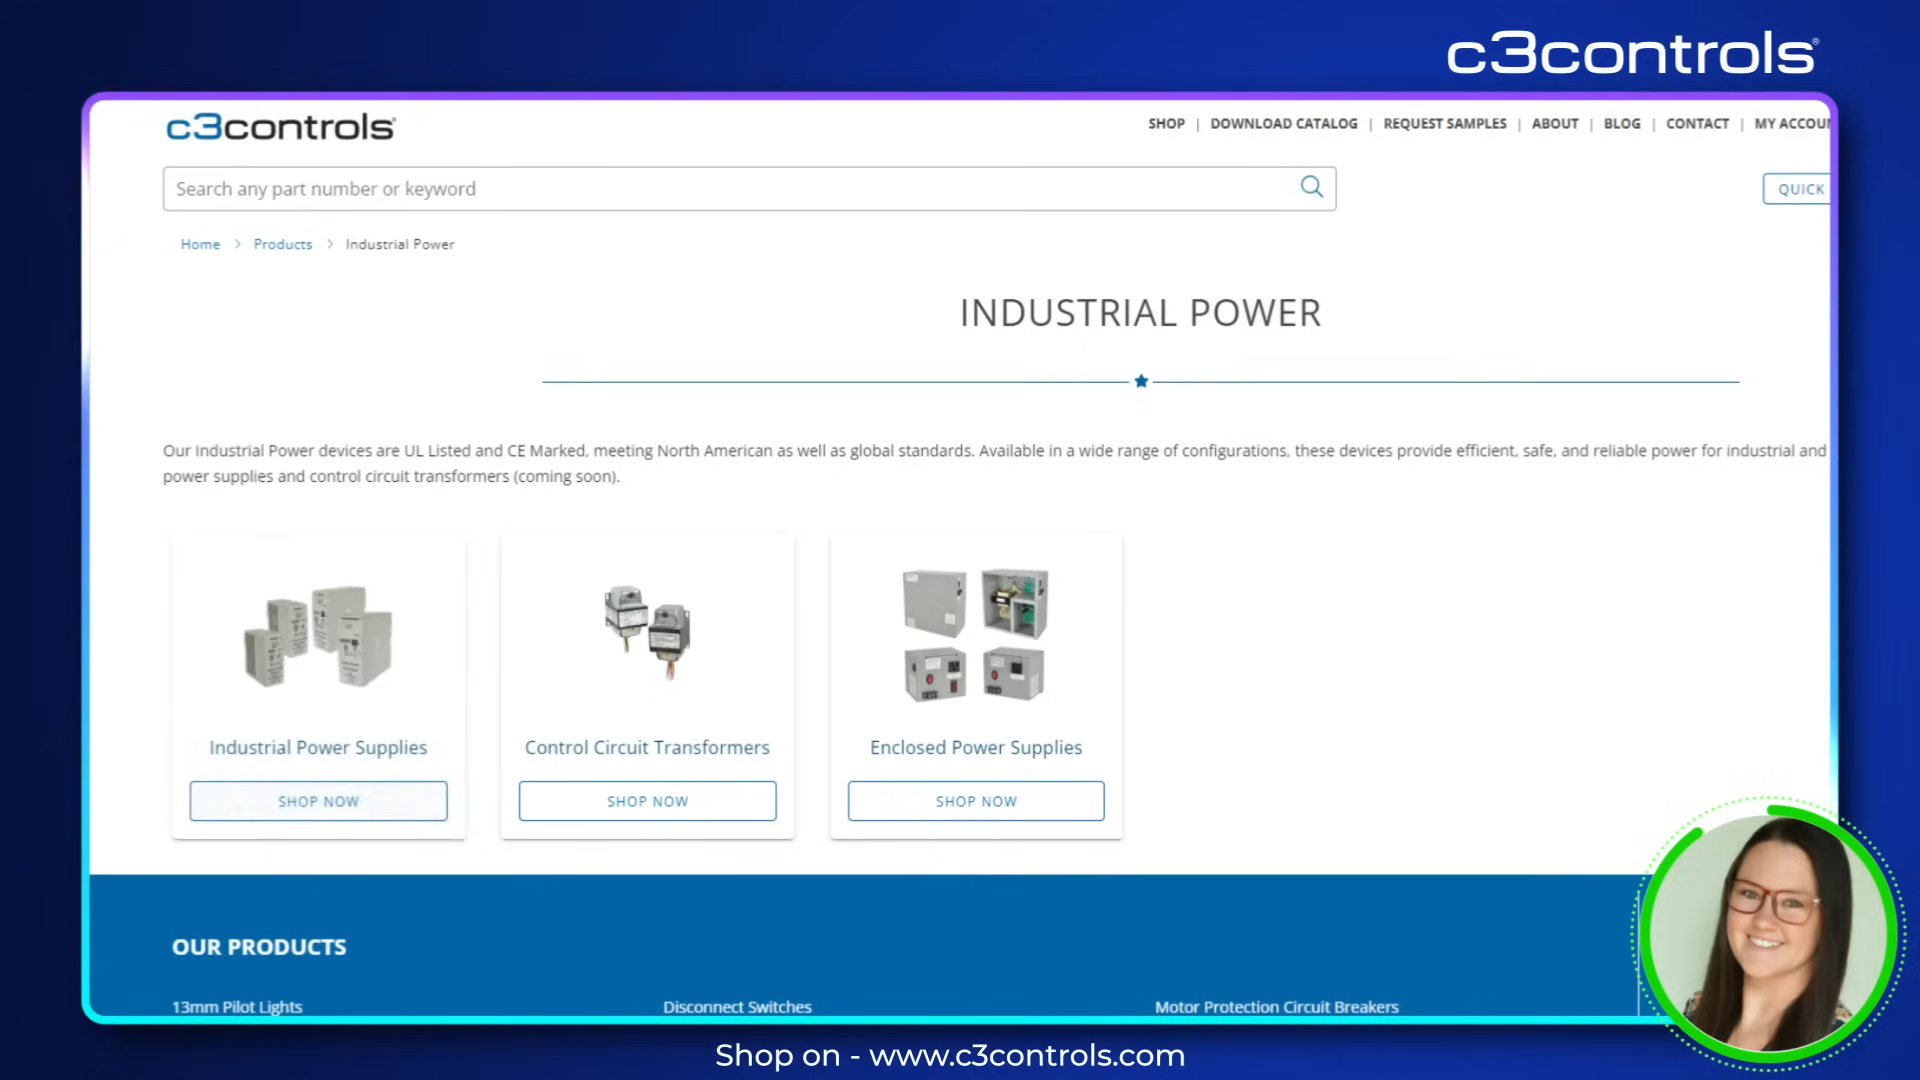 c3controls®
c3controls
SHOP | DOWNLOAD CATALOG | REQUEST SAMPLES | ABOUT | BLOG | CONTACT | MY ACCOUN
Search any part number or keyword
QUICK
Home > Products > Industrial Power
INDUSTRIAL POWER
Our Industrial Power devices are UL Listed and CE Marked, meeting North American as well as global standards. Available in a wide range of configurations, these devices provide efficient, safe, and reliable power for industrial and
power supplies and control circuit transformers (coming soon).
Industrial Power Supplies
SHOP NOW
Control Circuit Transformers
SHOP NOW
Enclosed Power Supplies
SHOP NOW
OUR PRODUCTS
13mm Pilot Lights
Disconnect Switches
Motor Protection Circuit Breakers
Shop on - www.c3controls.com